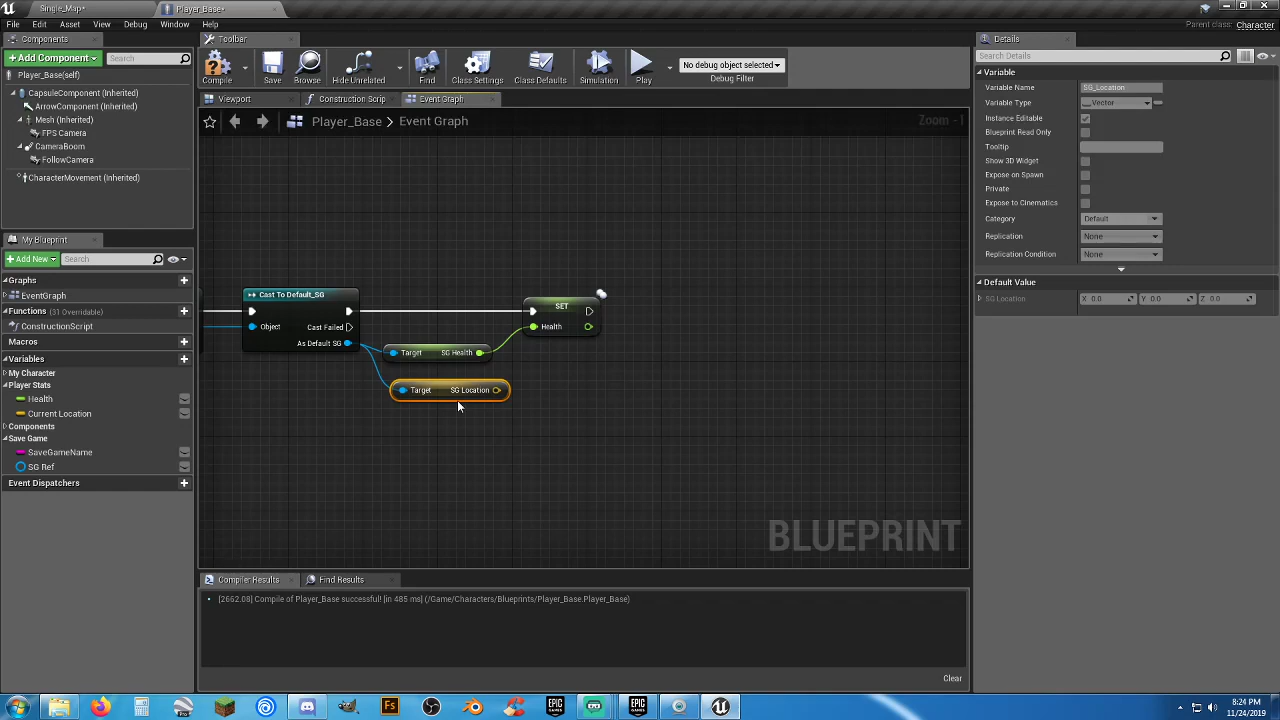 Single_Map*
Player_Base*
File Edit Asset View Debug Window Help
Parent class: Character
Components
+ Add Component
Search
Player_Base(self)
CapsuleComponent (Inherited)
ArrowComponent (Inherited)
Mesh (Inherited)
FPS Camera
CameraBoom
FollowCamera
CharacterMovement (Inherited)
My Blueprint
+ Add New
Search
Graphs
EventGraph
Functions (31 Overridable)
ConstructionScript
Macros
Variables
My Character
Player Stats
Health
Current Location
Components
Save Game
SaveGameName
SG Ref
Event Dispatchers
Toolbar
Compile
Save
Browse
Hide Unrelated
Find
Class Settings
Class Defaults
Simulation
Play
No debug object selected
Debug Filter
Viewport
Construction Scrip
Event Graph
Player_Base > Event Graph
Zoom -1
Cast To Default_SG
Object
Cast Failed
As Default SG
Target SG Health
Target SG Location
SET
Health
BLUEPRINT
Compiler Results
Find Results
[2662.08] Compile of Player_Base successful! [in 485 ms] (/Game/Characters/Blueprints/Player_Base.Player_Base)
Clear
Details
Search Details
Variable
Variable Name SG_Location
Variable Type Vector
Instance Editable
Blueprint Read Only
Tooltip
Show 3D Widget
Expose on Spawn
Private
Expose to Cinematics
Category Default
Replication None
Replication Condition None
Default Value
SG Location X 0.0 Y 0.0 Z 0.0
Pro
Fs
EPIC GAMES
EPIC GAMES
8:24 PM
11/24/2019